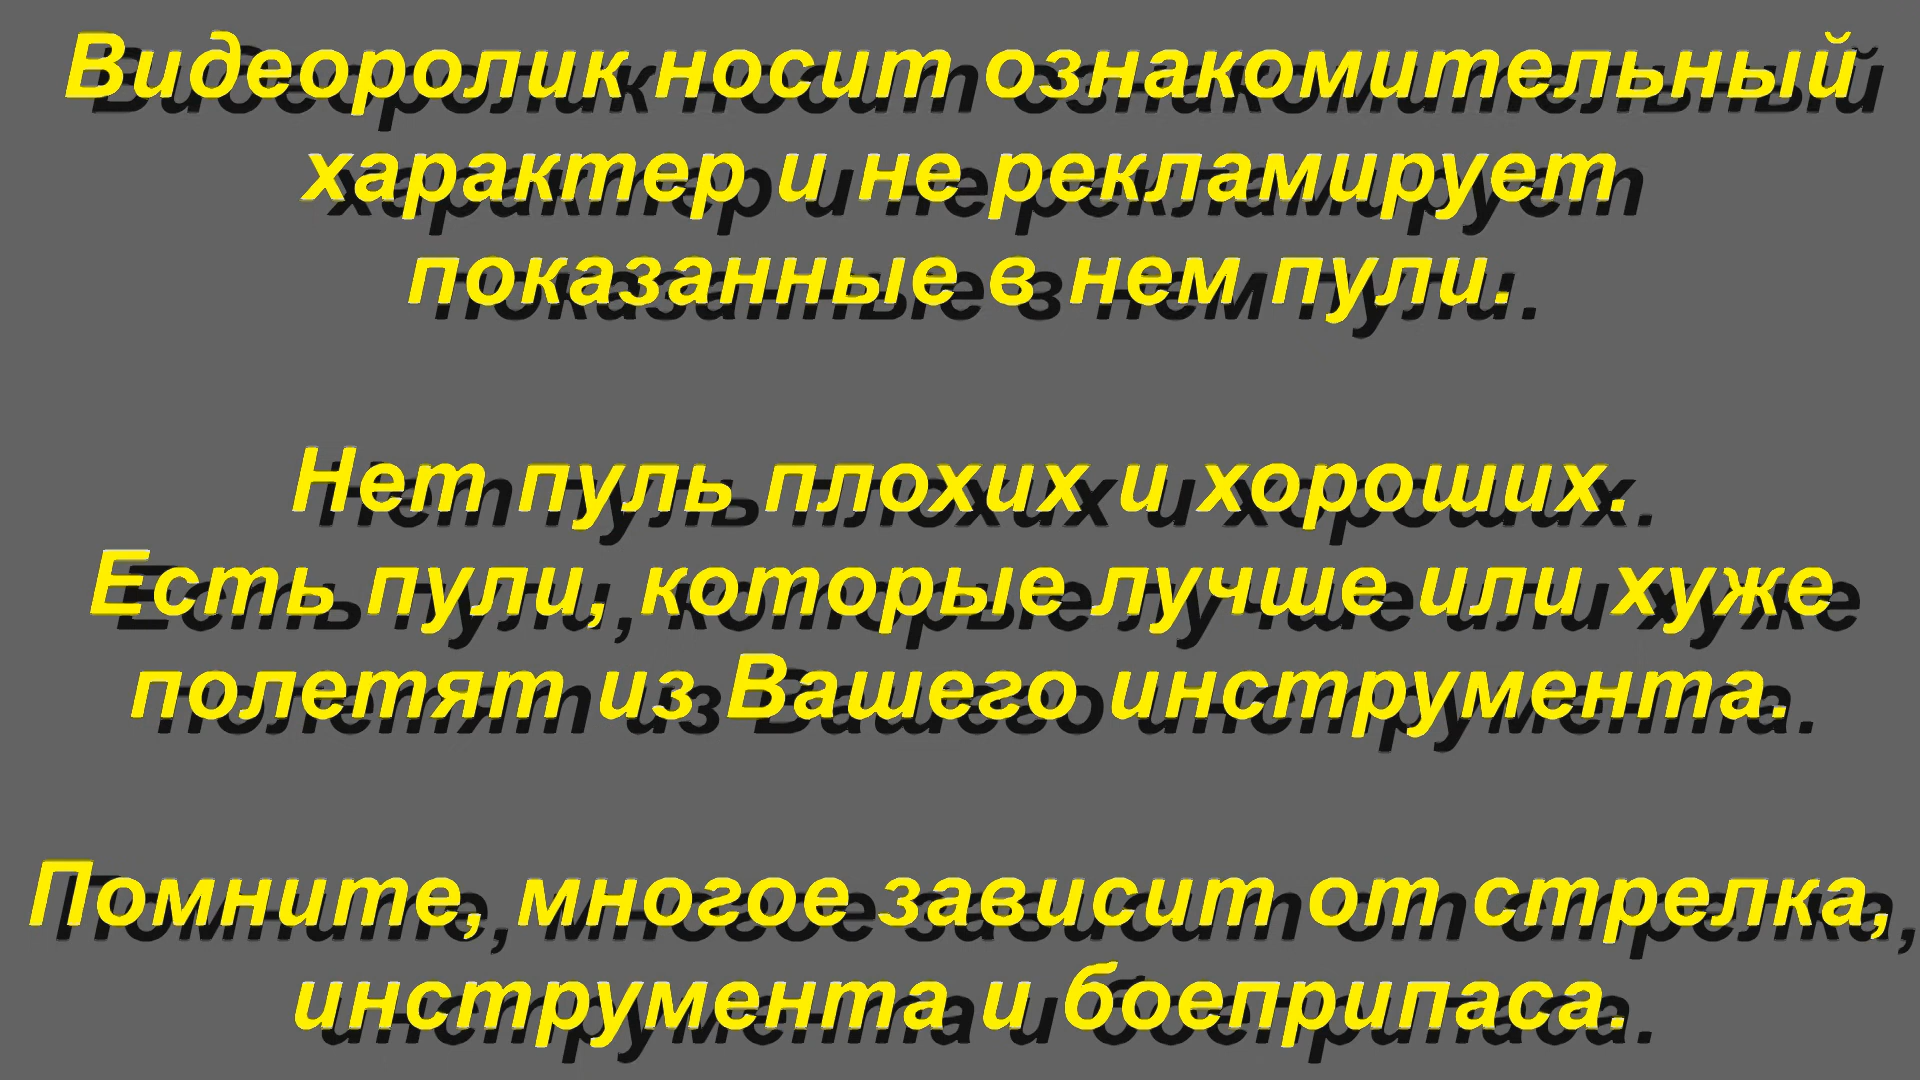 Видеоролик носит ознакомительный
характер и не рекламирует
показанные в нем пули.
Нет пуль плохих и хороших.
Есть пули, которые лучше или хуже
полетят из Вашего инструмента.
Помните, многое зависит от стрелка,
инструмента и боеприпаса.